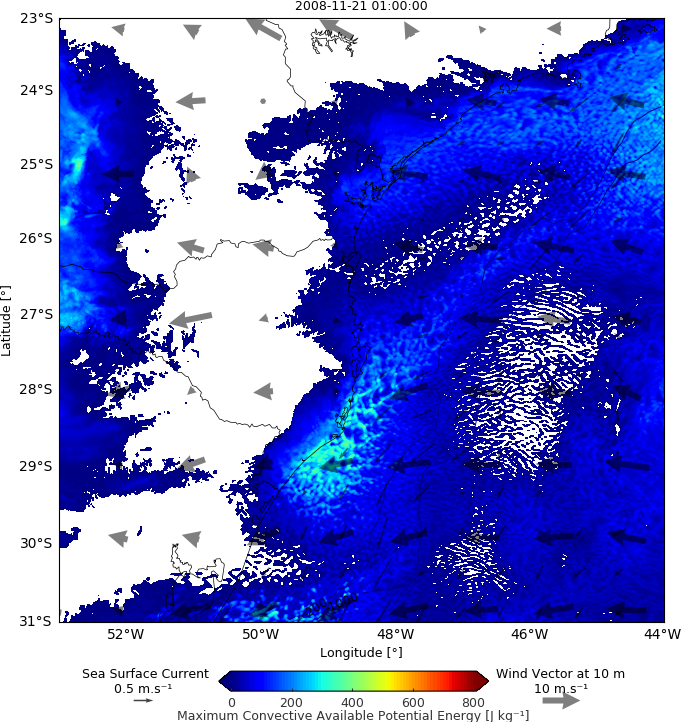 2008-11-21 01:00:00
23°S
24°S
25°S
26°S
27°S
28°S
29°S
30°S
31°S
Latitude [°]
52°W 50°W 48°W 46°W 44°W
Longitude [°]
Sea Surface Current
0.5 m.s⁻¹
0 200 400 600 800
Wind Vector at 10 m
10 m.s⁻¹
Maximum Convective Available Potential Energy [J kg⁻¹]